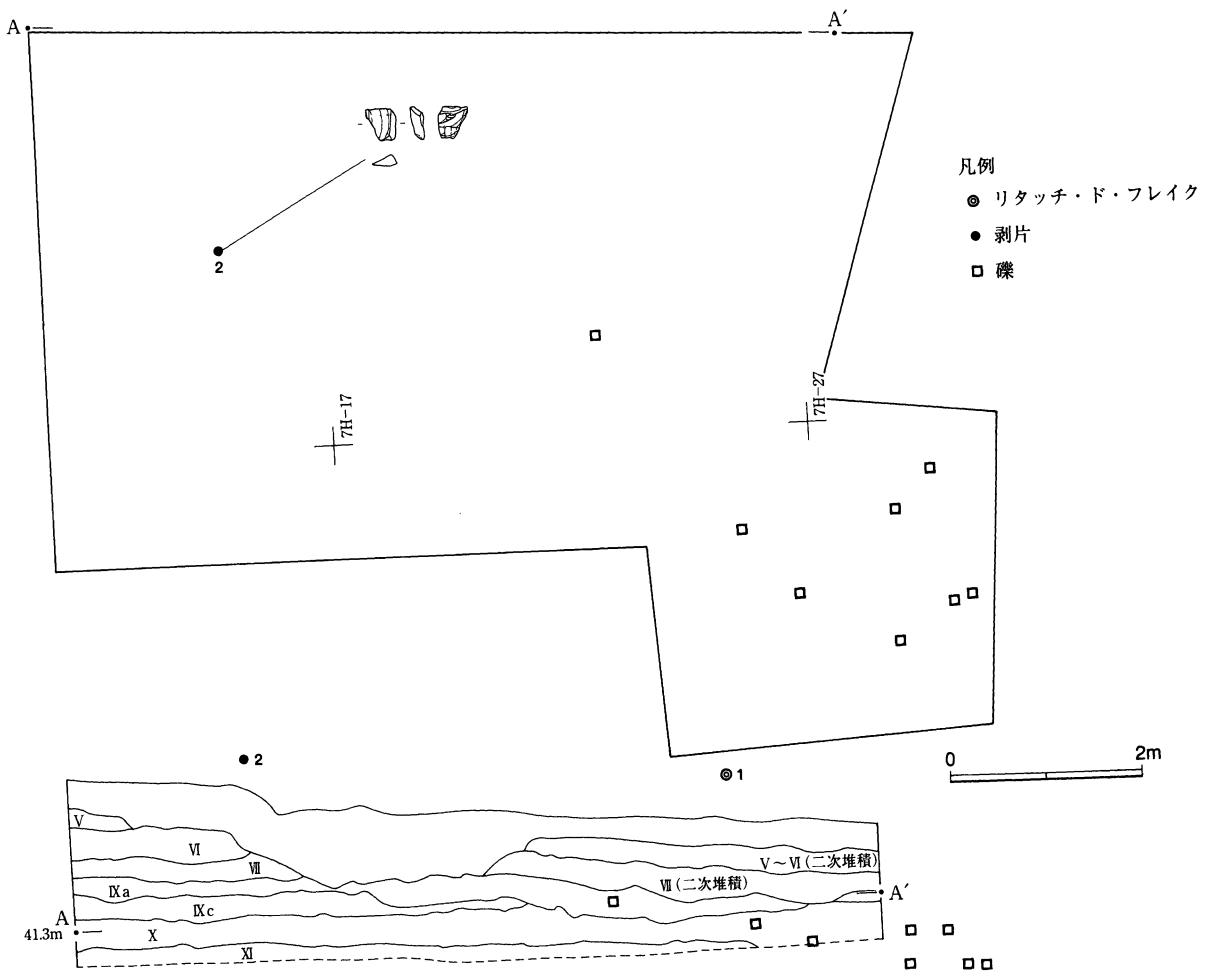 A
A′
凡例
リタッチ・ド・フレイク
剥片
礫
2
7H-17
7H-27
0 2m
2
1
V
VI
VII
V～VI(二次堆積)
VII(二次堆積)
IXa
IXc
A
A′
41.3m
X
XI